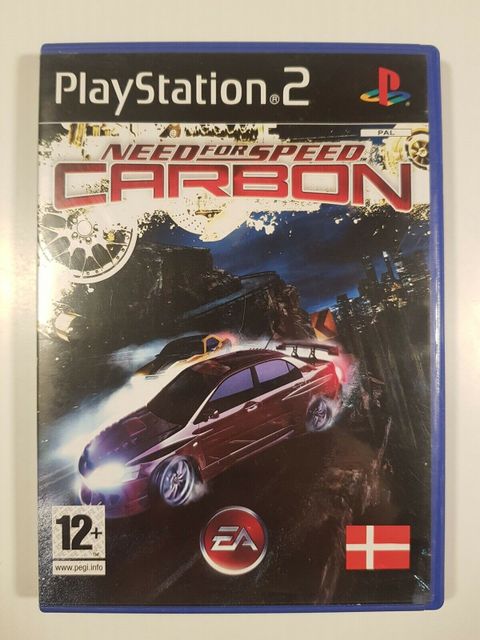 PlayStation®2
PAL
NEED FOR SPEED
CARBON
12+
www.pegi.info
EA